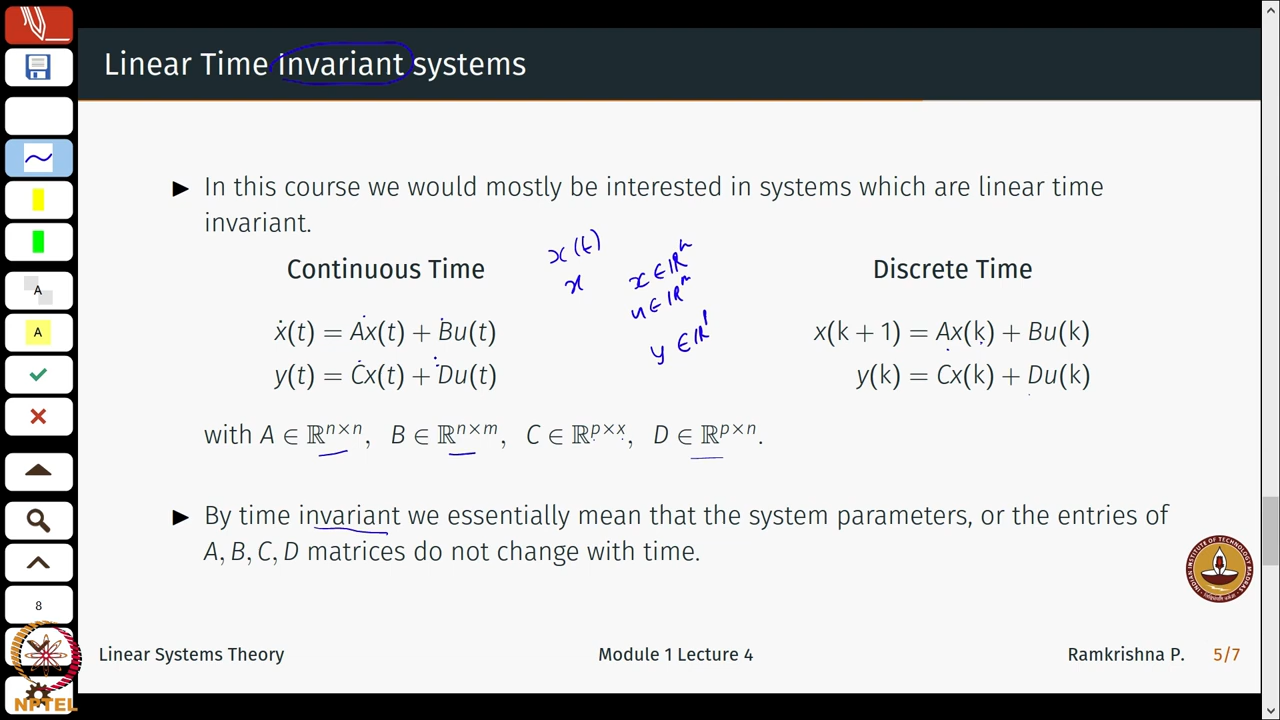 Linear Time invariant systems
► In this course we would mostly be interested in systems which are linear time
invariant.
x(t)
x
x ∈ ℝⁿ
u ∈ ℝᵐ
y ∈ ℝ
Continuous Time
ẋ(t) = Ax(t) + Bu(t)
y(t) = Cx(t) + Du(t)
Discrete Time
x(k + 1) = Ax(k) + Bu(k)
y(k) = Cx(k) + Du(k)
with A ∈ ℝⁿˣⁿ, B ∈ ℝⁿˣᵐ, C ∈ ℝᵖˣˣ, D ∈ ℝᵖˣⁿ.
► By time invariant we essentially mean that the system parameters, or the entries of
A, B, C, D matrices do not change with time.
A
A
8
NPTEL
Linear Systems Theory
Module 1 Lecture 4
Ramkrishna P.
5/7